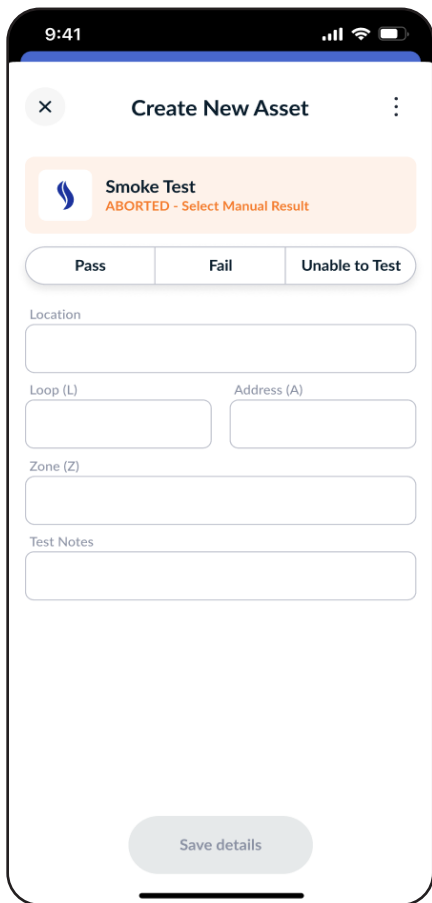 9:41
Create New Asset
Smoke Test
ABORTED - Select Manual Result
Pass Fail Unable to Test
Location
Loop (L) Address (A)
Zone (Z)
Test Notes
Save details